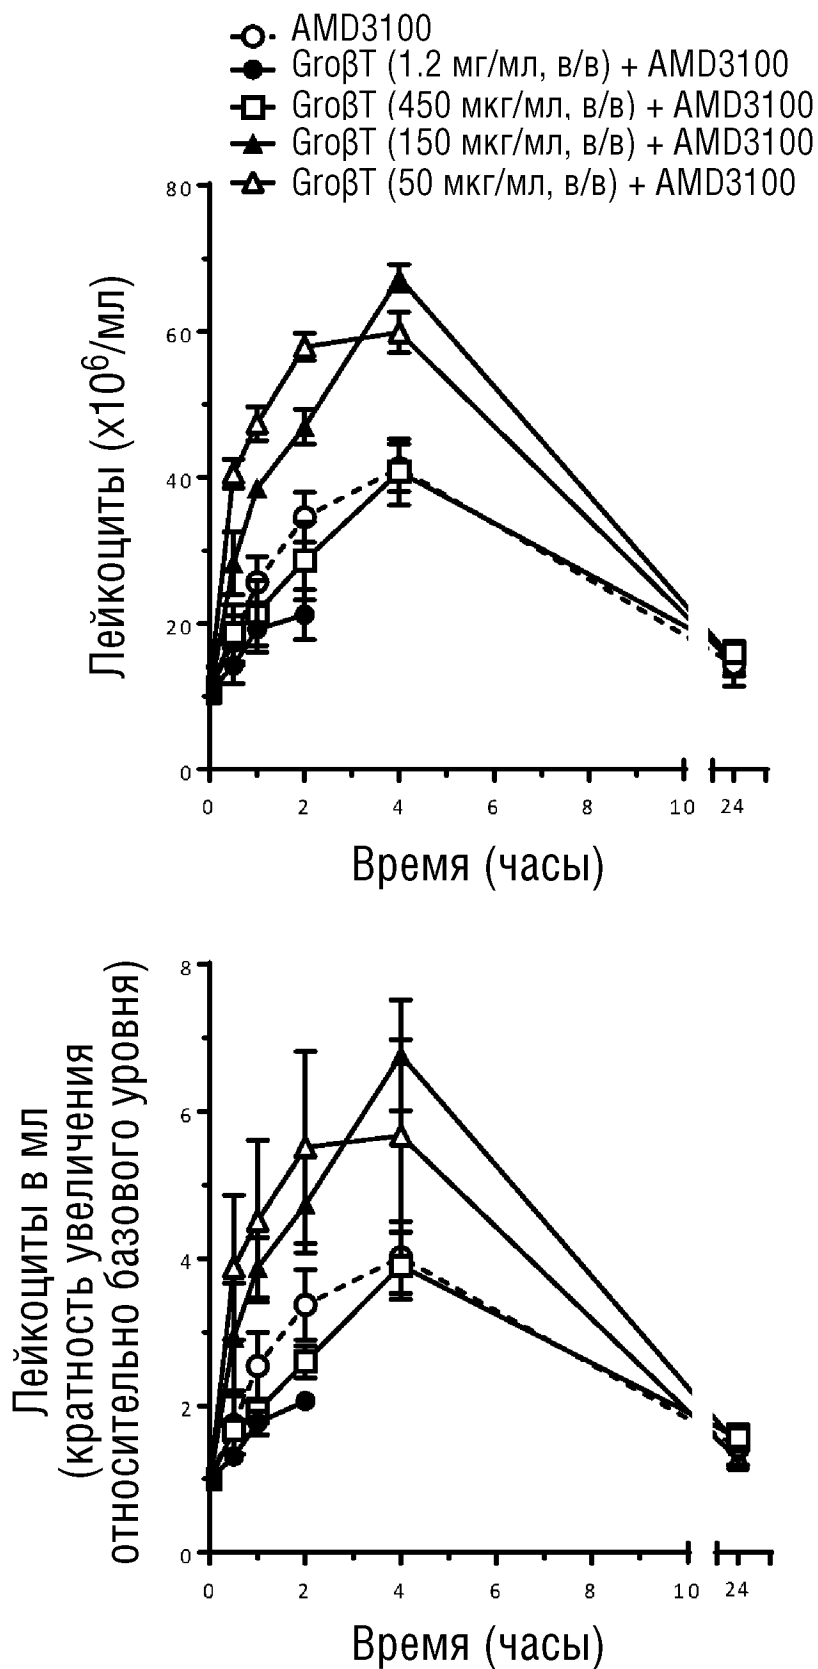 AMD3100
GroβT (1.2 мг/мл, в/в) + AMD3100
GroβT (450 мкг/мл, в/в) + AMD3100
GroβT (150 мкг/мл, в/в) + AMD3100
GroβT (50 мкг/мл, в/в) + AMD3100
Лейкоциты (x10⁶/мл)
80
60
40
20
0
0 2 4 6 8 10 24
Время (часы)
Лейкоциты в мл
(кратность увеличения
относительно базового уровня)
8
6
4
2
0
0 2 4 6 8 10 24
Время (часы)